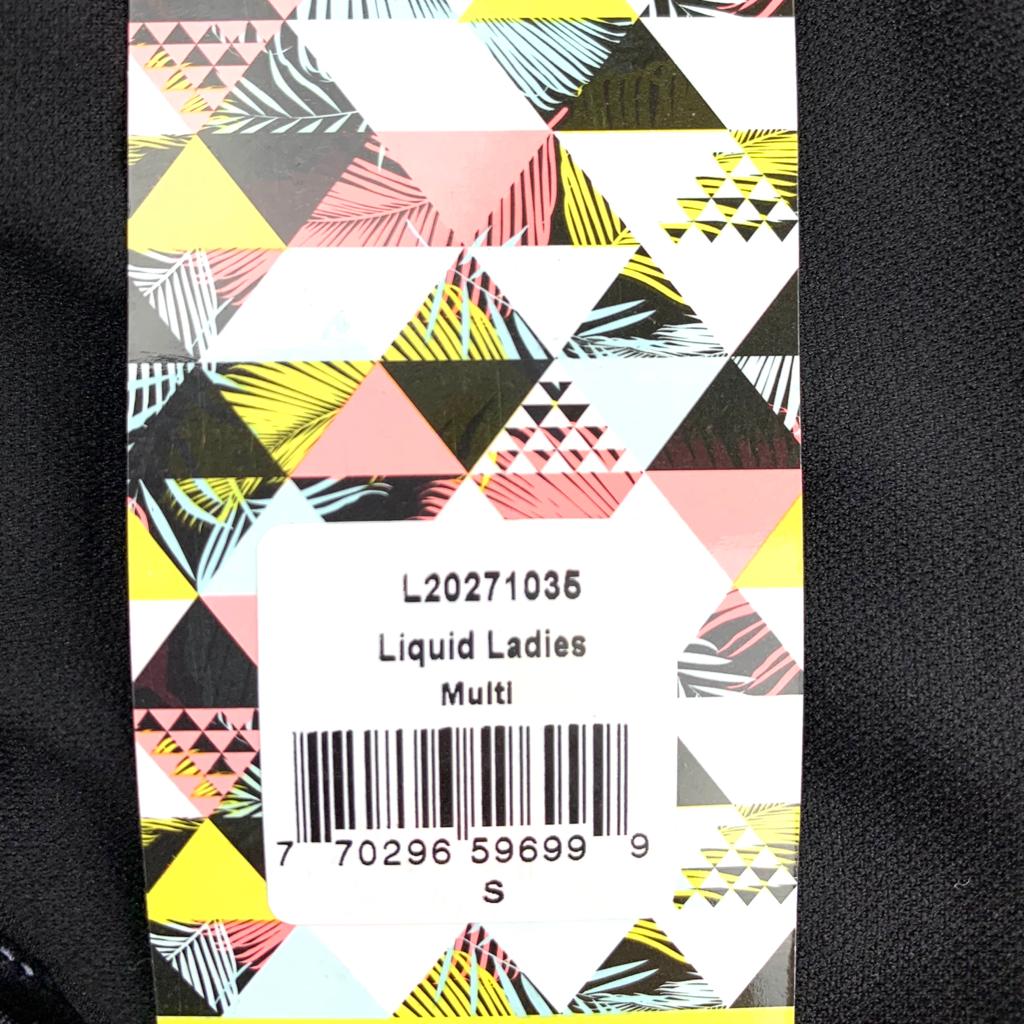 L20271035
Liquid Ladies
Multi
7 70296 59699 9
S